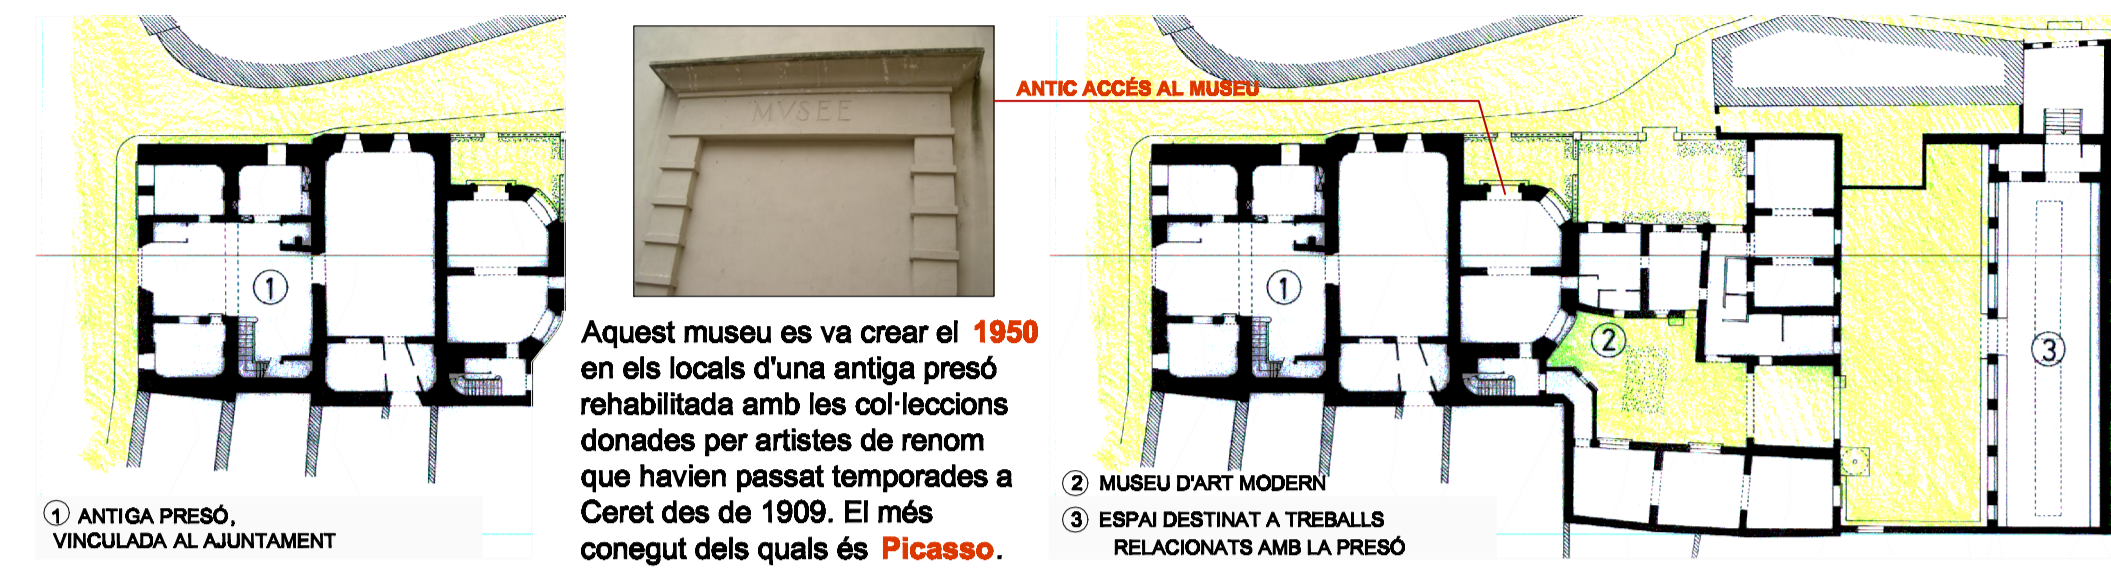 1
1 ANTIGA PRESÓ,
VINCULADA AL AJUNTAMENT
MVSEE
Aquest museu es va crear el 1950
en els locals d'una antiga presó
rehabilitada amb les col·leccions
donades per artistes de renom
que havien passat temporades a
Ceret des de 1909. El més
conegut dels quals és Picasso.
ANTIC ACCÉS AL MUSEU
1
2
3
2 MUSEU D'ART MODERN
3 ESPAI DESTINAT A TREBALLS
RELACIONATS AMB LA PRESÓ